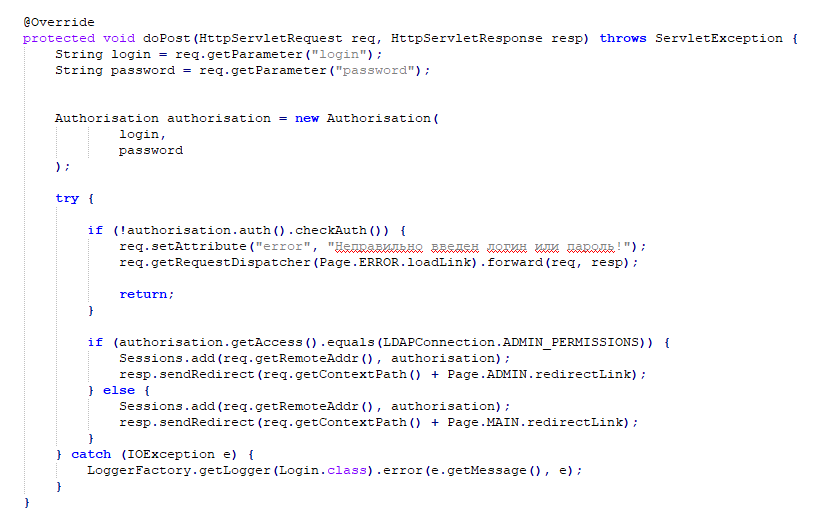 @Override
protected void doPost(HttpServletRequest req, HttpServletResponse resp) throws ServletException {
String login = req.getParameter("login");
String password = req.getParameter("password");
Authorisation authorisation = new Authorisation(
login,
password
);
try {
if (!authorisation.auth().checkAuth()) {
req.setAttribute("error", "Неправильно введен логин или пароль!");
req.getRequestDispatcher(Page.ERROR.loadLink).forward(req, resp);
return;
}
if (authorisation.getAccess().equals(LDAPConnection.ADMIN_PERMISSIONS)) {
Sessions.add(req.getRemoteAddr(), authorisation);
resp.sendRedirect(req.getContextPath() + Page.ADMIN.redirectLink);
} else {
Sessions.add(req.getRemoteAddr(), authorisation);
resp.sendRedirect(req.getContextPath() + Page.MAIN.redirectLink);
}
} catch (IOException e) {
LoggerFactory.getLogger(Login.class).error(e.getMessage(), e);
}
}